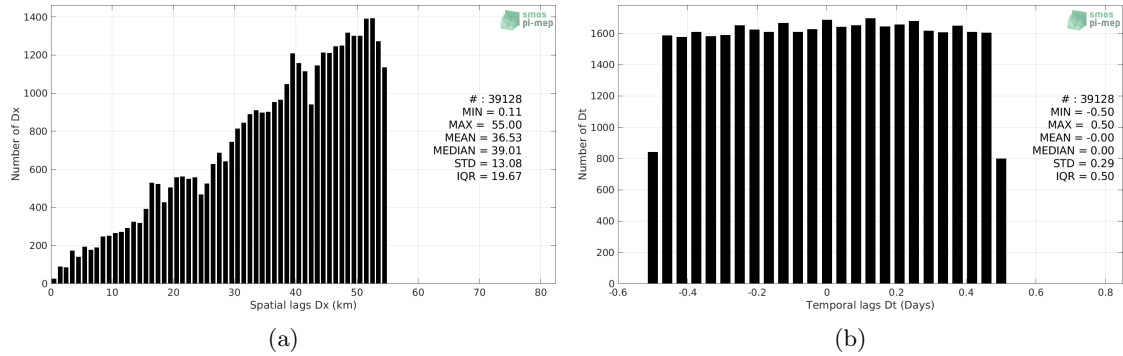 1400
1200
1000
800
600
400
200
0
Number of Dx
smos
pi-mep
# : 39128
MIN = 0.11
MAX = 55.00
MEAN = 36.53
MEDIAN = 39.01
STD = 13.08
IQR = 19.67
0 10 20 30 40 50 60 70 80
Spatial lags Dx (km)
(a)
1600
1400
1200
1000
800
600
400
200
0
Number of Dt
smos
pi-mep
# : 39128
MIN = -0.50
MAX = 0.50
MEAN = -0.00
MEDIAN = 0.00
STD = 0.29
IQR = 0.50
-0.6 -0.4 -0.2 0 0.2 0.4 0.6 0.8
Temporal lags Dt (Days)
(b)